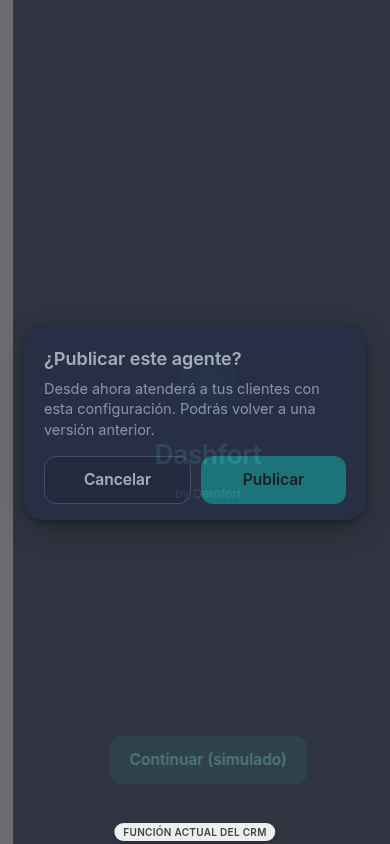 ¿Publicar este agente?
Desde ahora atenderá a tus clientes con
esta configuración. Podrás volver a una
versión anterior.
Dashfort
Cancelar
Publicar
by Demfort
Continuar (simulado)
FUNCIÓN ACTUAL DEL CRM